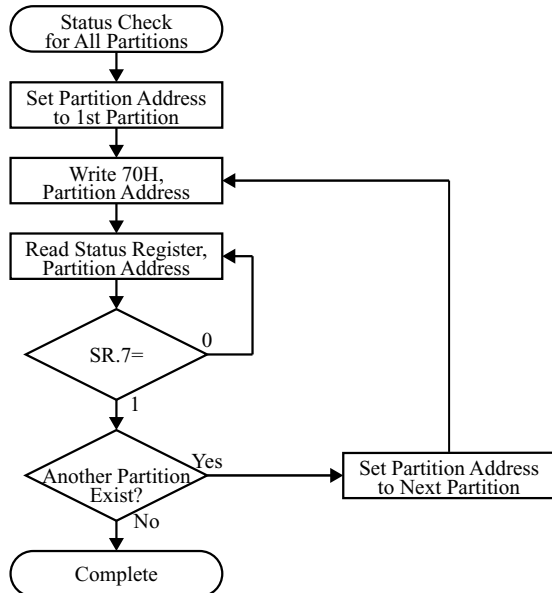 Status Check
for All Partitions
Set Partition Address
to 1st Partition
Write 70H,
Partition Address
Read Status Register,
Partition Address
SR.7=
0
1
Another Partition
Exist?
Yes
Set Partition Address
to Next Partition
No
Complete